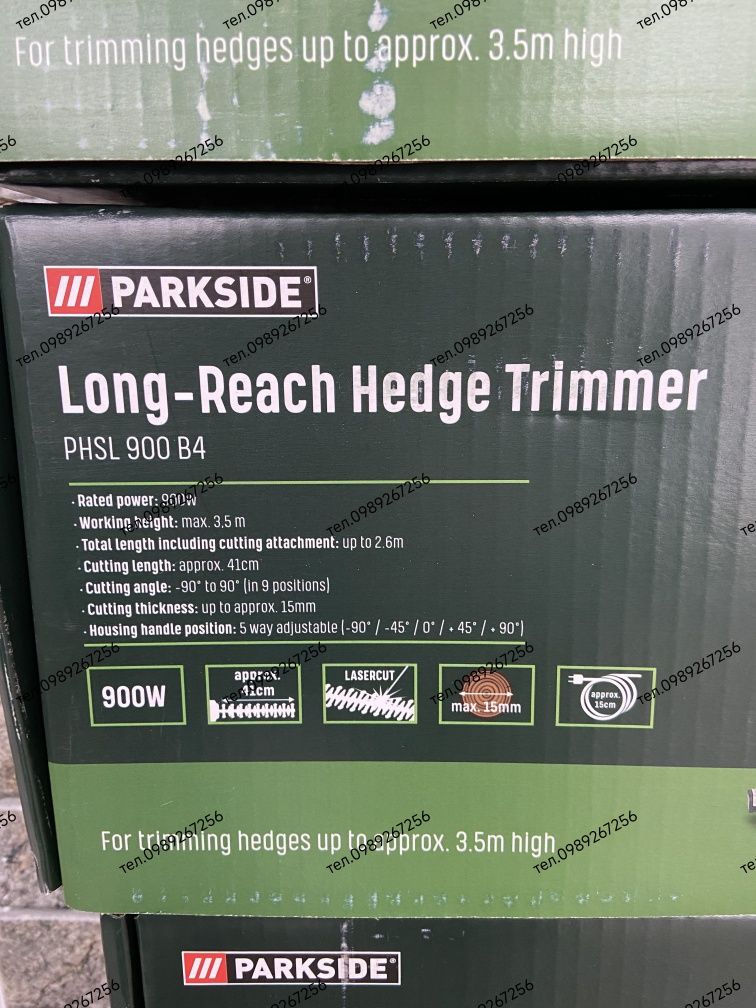 For trimming hedges up to approx. 3.5m high
PARKSIDE®
Long-Reach Hedge Trimmer
PHSL 900 B4
· Rated power: 900W
· Working height: max. 3,5 m
· Total length including cutting attachment: up to 2.6m
· Cutting length: approx. 41cm
· Cutting angle: -90° to 90° (in 9 positions)
· Cutting thickness: up to approx. 15mm
· Housing handle position: 5 way adjustable (-90° / -45° / 0° / + 45° / + 90°)
900W
approx.
41cm
LASERCUT
max. 15mm
approx.
15cm
For trimming hedges up to approx. 3.5m high
PARKSIDE®
тел.0989267256